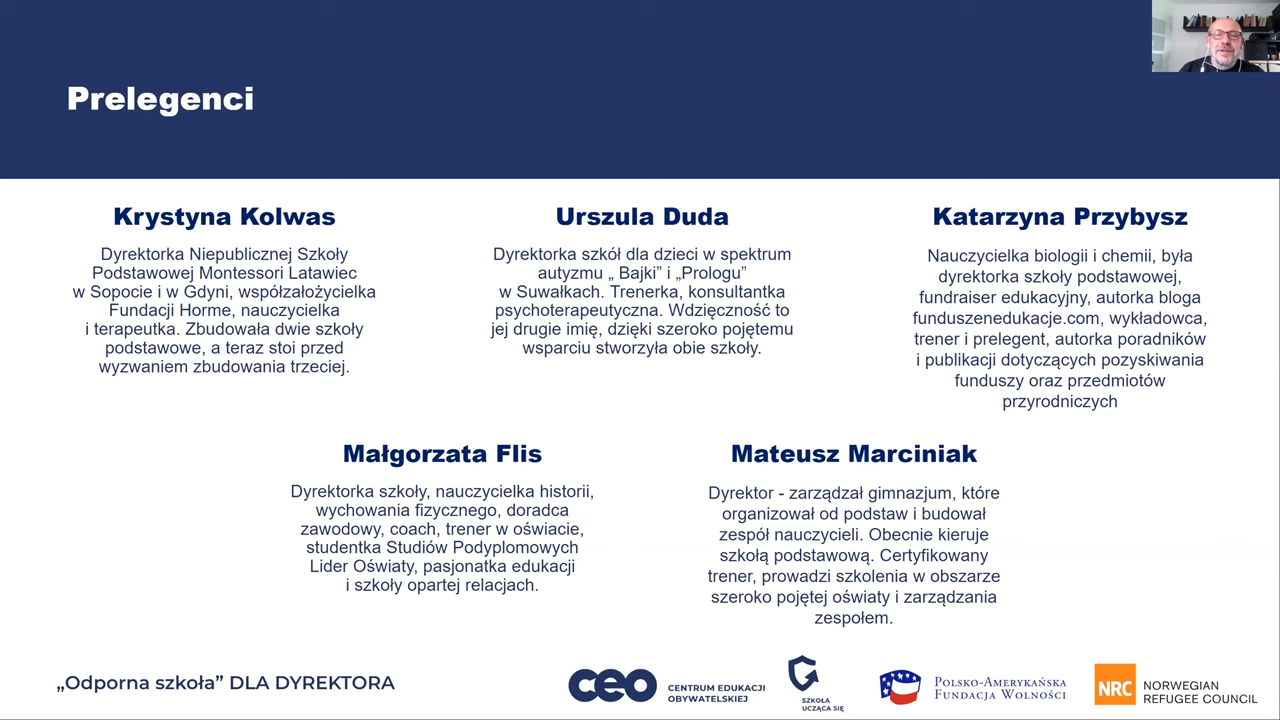 Prelegenci
Krystyna Kolwas
Dyrektorka Niepublicznej Szkoły
Podstawowej Montessori Latawiec
w Sopocie i w Gdyni, współzałożycielka
Fundacji Horme, nauczycielka
i terapeutka. Zbudowała dwie szkoły
podstawowe, a teraz stoi przed
wyzwaniem zbudowania trzeciej.
Urszula Duda
Dyrektorka szkół dla dzieci w spektrum
autyzmu „ Bajki” i „Prologu”
w Suwałkach. Trenerka, konsultantka
psychoterapeutyczna. Wdzięczność to
jej drugie imię, dzięki szeroko pojętemu
wsparciu stworzyła obie szkoły.
Katarzyna Przybysz
Nauczycielka biologii i chemii, była
dyrektorka szkoły podstawowej,
fundraiser edukacyjny, autorka bloga
funduszenedukacje.com, wykładowca,
trener i prelegent, autorka poradników
i publikacji dotyczących pozyskiwania
funduszy oraz przedmiotów
przyrodniczych
Małgorzata Flis
Dyrektorka szkoły, nauczycielka historii,
wychowania fizycznego, doradca
zawodowy, coach, trener w oświacie,
studentka Studiów Podyplomowych
Lider Oświaty, pasjonatka edukacji
i szkoły opartej relacjach.
Mateusz Marciniak
Dyrektor - zarządzał gimnazjum, które
organizował od podstaw i budował
zespół nauczycieli. Obecnie kieruje
szkołą podstawową. Certyfikowany
trener, prowadzi szkolenia w obszarze
szeroko pojętej oświaty i zarządzania
zespołem.
„Odporna szkoła” DLA DYREKTORA
ceo
CENTRUM EDUKACJI
OBYWATELSKIEJ
SZKOŁA
UCZĄCA SIĘ
POLSKO-AMERYKAŃSKA
FUNDACJA WOLNOŚCI
NRC
NORWEGIAN
REFUGEE COUNCIL